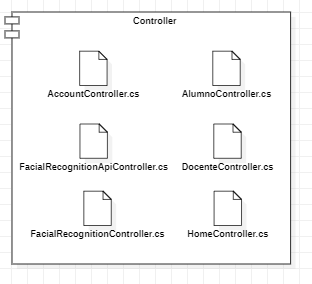 Controller
AccountController.cs
AlumnoController.cs
FacialRecognitionApiController.cs
DocenteController.cs
FacialRecognitionController.cs
HomeController.cs